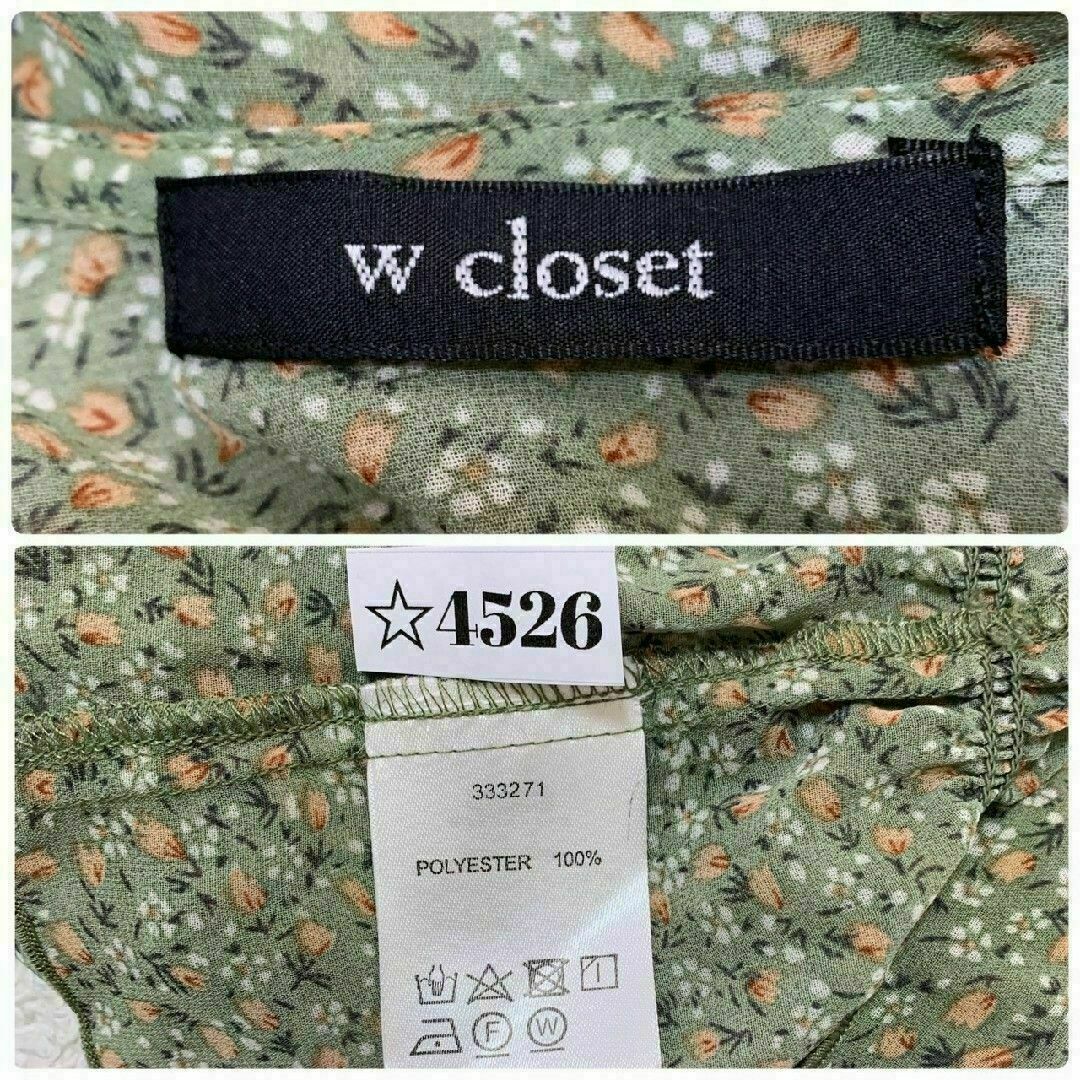 w closet
☆4526
333271
POLYESTER 100%
F W